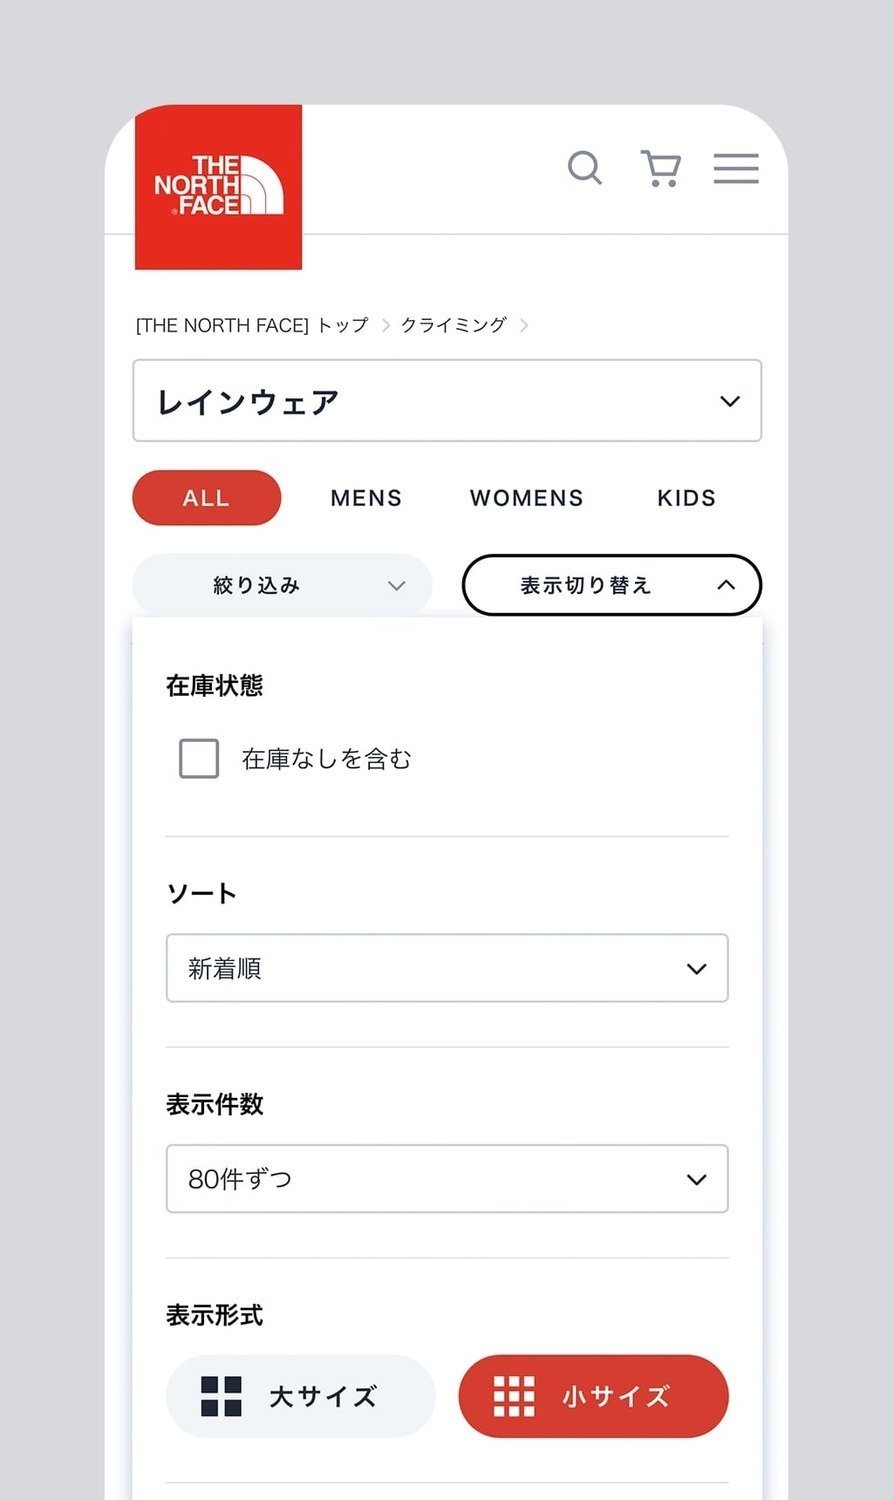 THE
NORTH
FACE
[THE NORTH FACE] トップ > クライミング >
レインウェア
ALL MENS WOMENS KIDS
絞り込み 表示切り替え
在庫状態
在庫なしを含む
ソート
新着順
表示件数
80件ずつ
表示形式
大サイズ 小サイズ